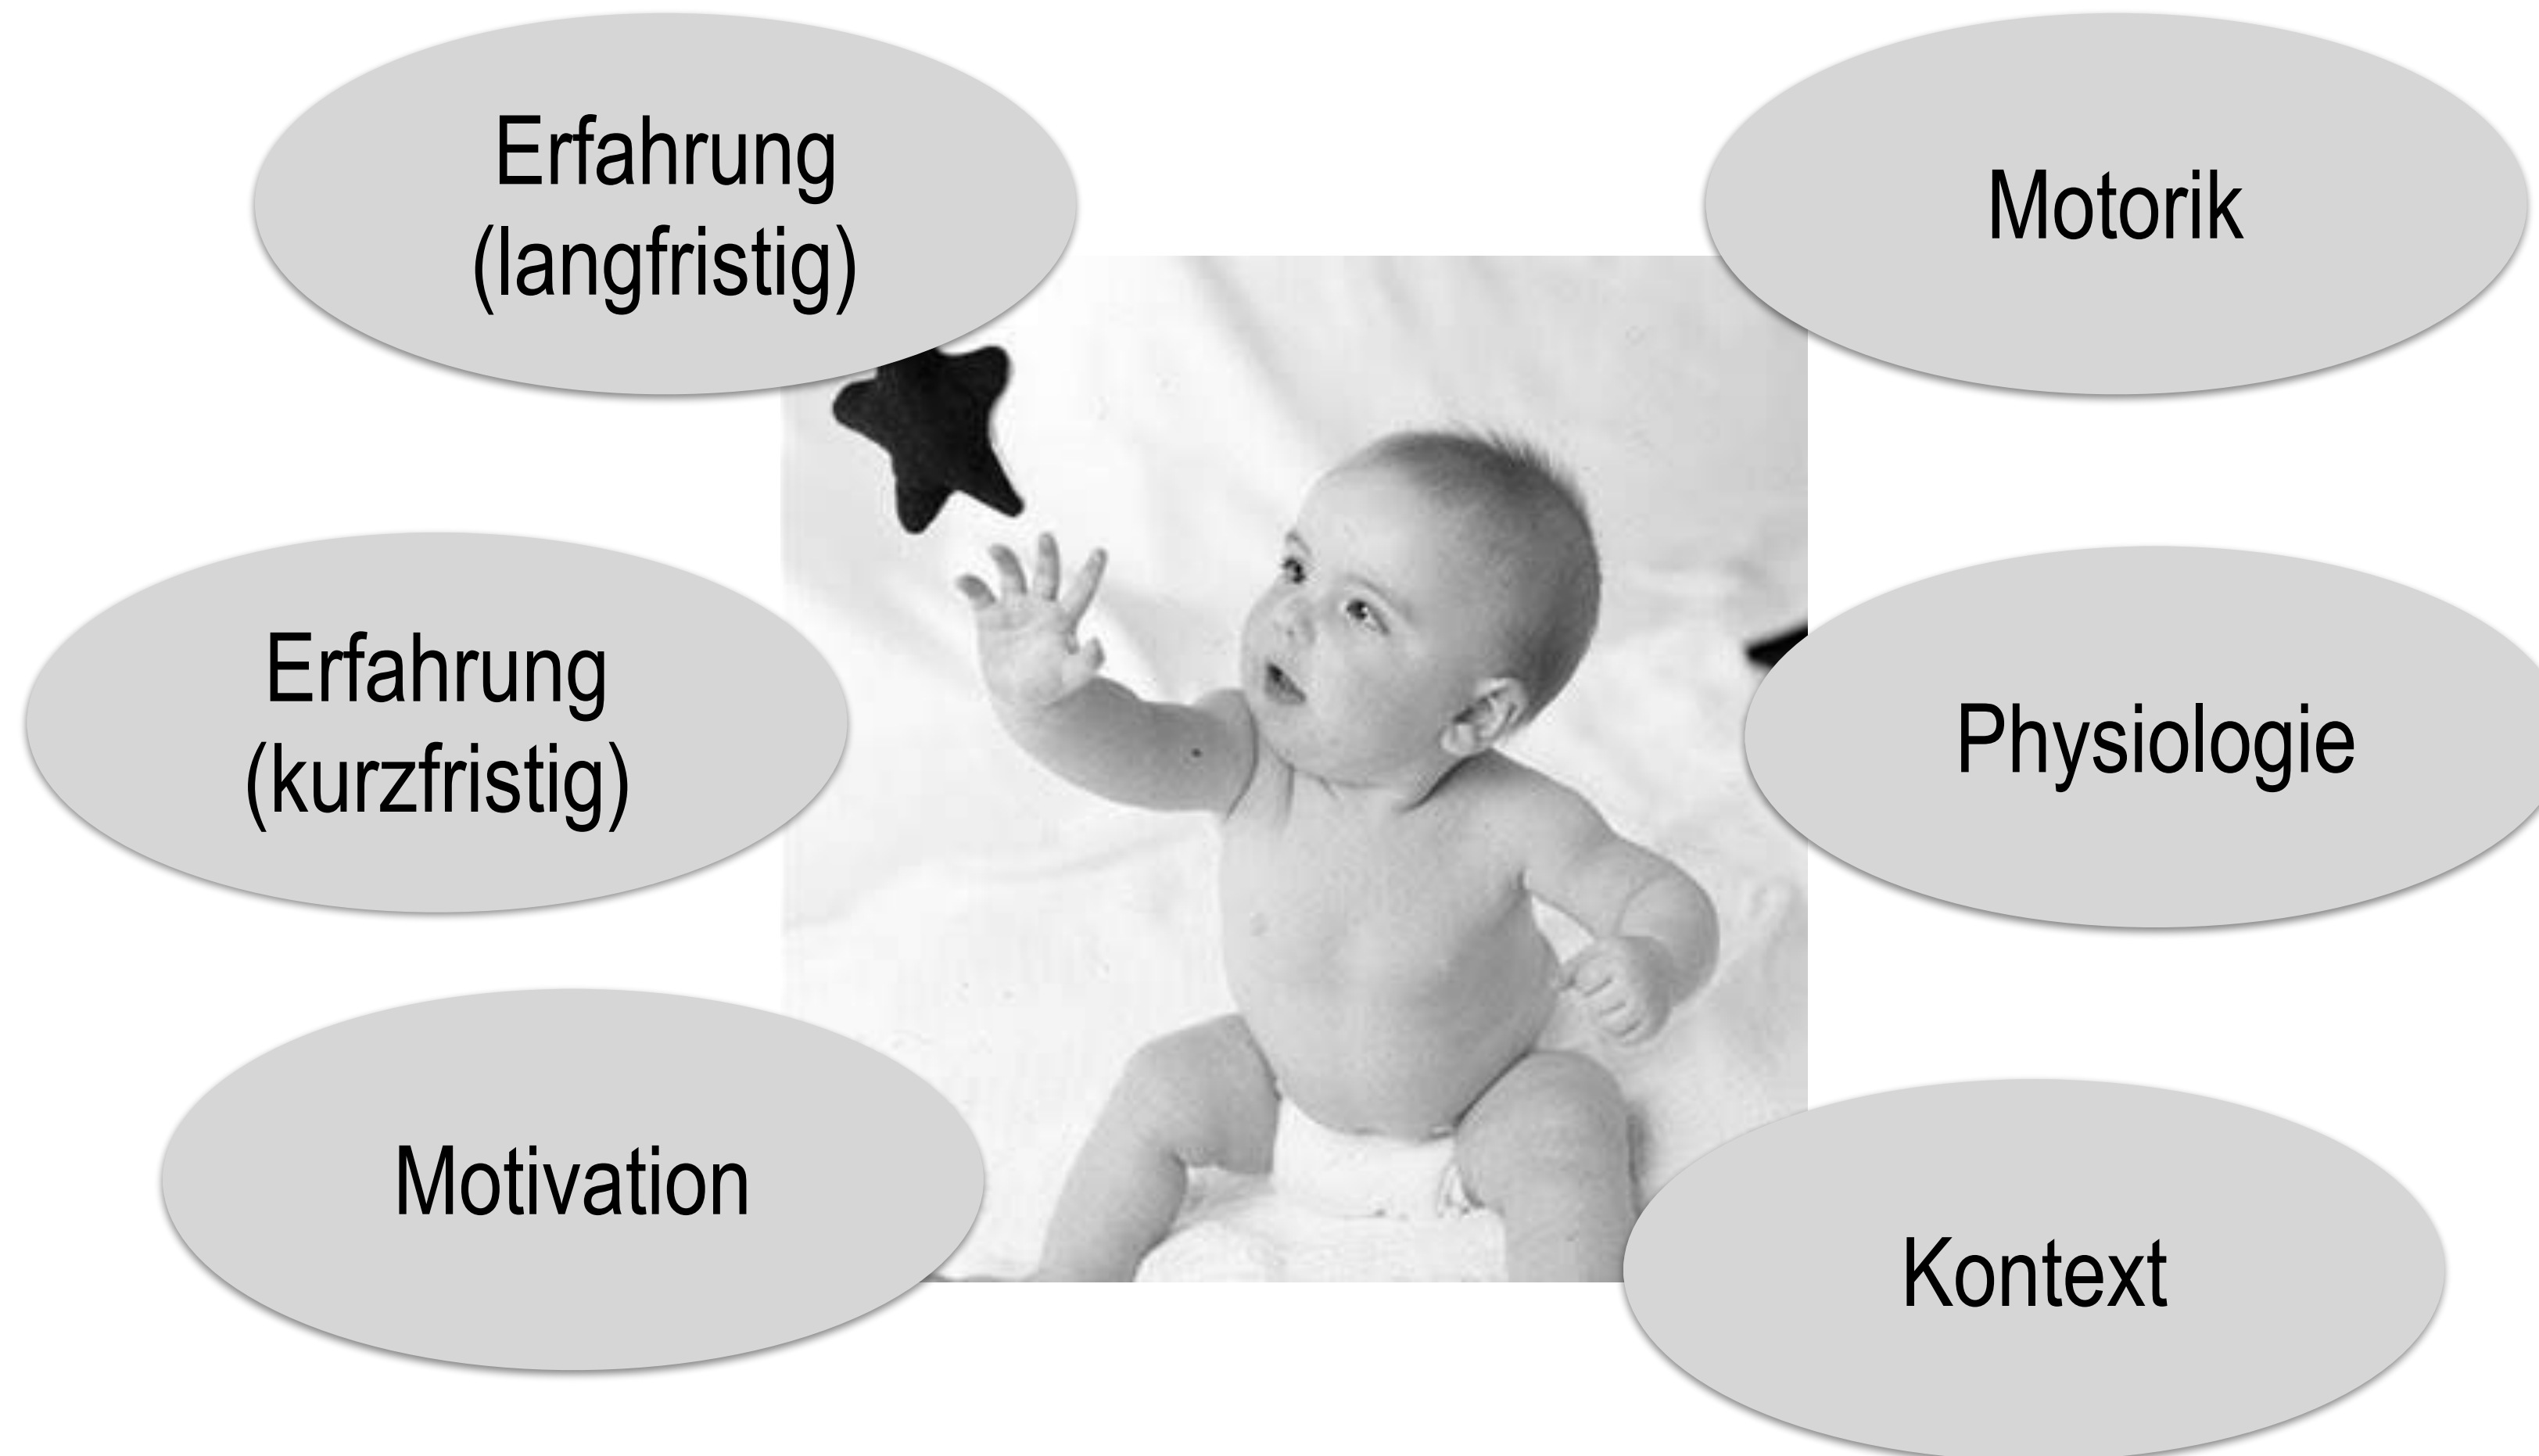 Erfahrung
(langfristig)
Motorik
Erfahrung
(kurzfristig)
Physiologie
Motivation
Kontext